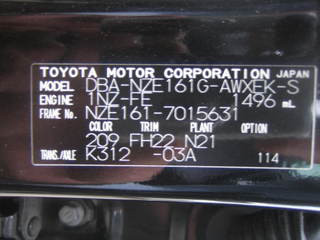 TOYOTA MOTOR CORPORATION JAPAN
MODEL DBA-NZE161G-AWXEK-S
ENGINE 1NZ-FE 1496 mL
FRAME No. NZE161-7015631
COLOR TRIM PLANT OPTION
209 FH22 N21
TRANS./AXLE K312 -03A 114